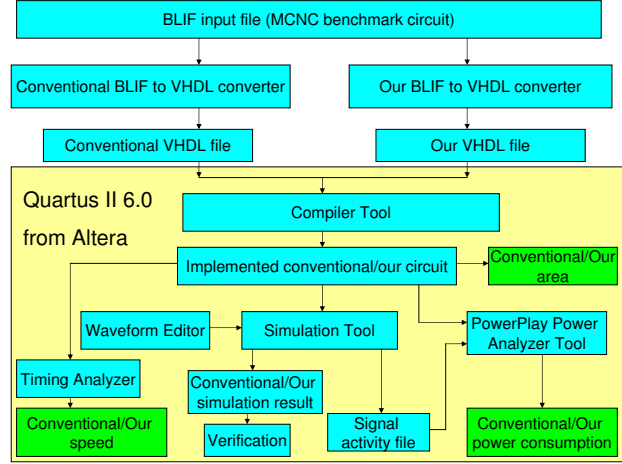 BLIF input file (MCNC benchmark circuit)
Conventional BLIF to VHDL converter
Our BLIF to VHDL converter
Conventional VHDL file
Our VHDL file
Quartus II 6.0
from Altera
Compiler Tool
Implemented conventional/our circuit
Conventional/Our
area
Waveform Editor
Simulation Tool
PowerPlay Power
Analyzer Tool
Timing Analyzer
Conventional/Our
simulation result
Conventional/Our
speed
Verification
Signal
activity file
Conventional/Our
power consumption